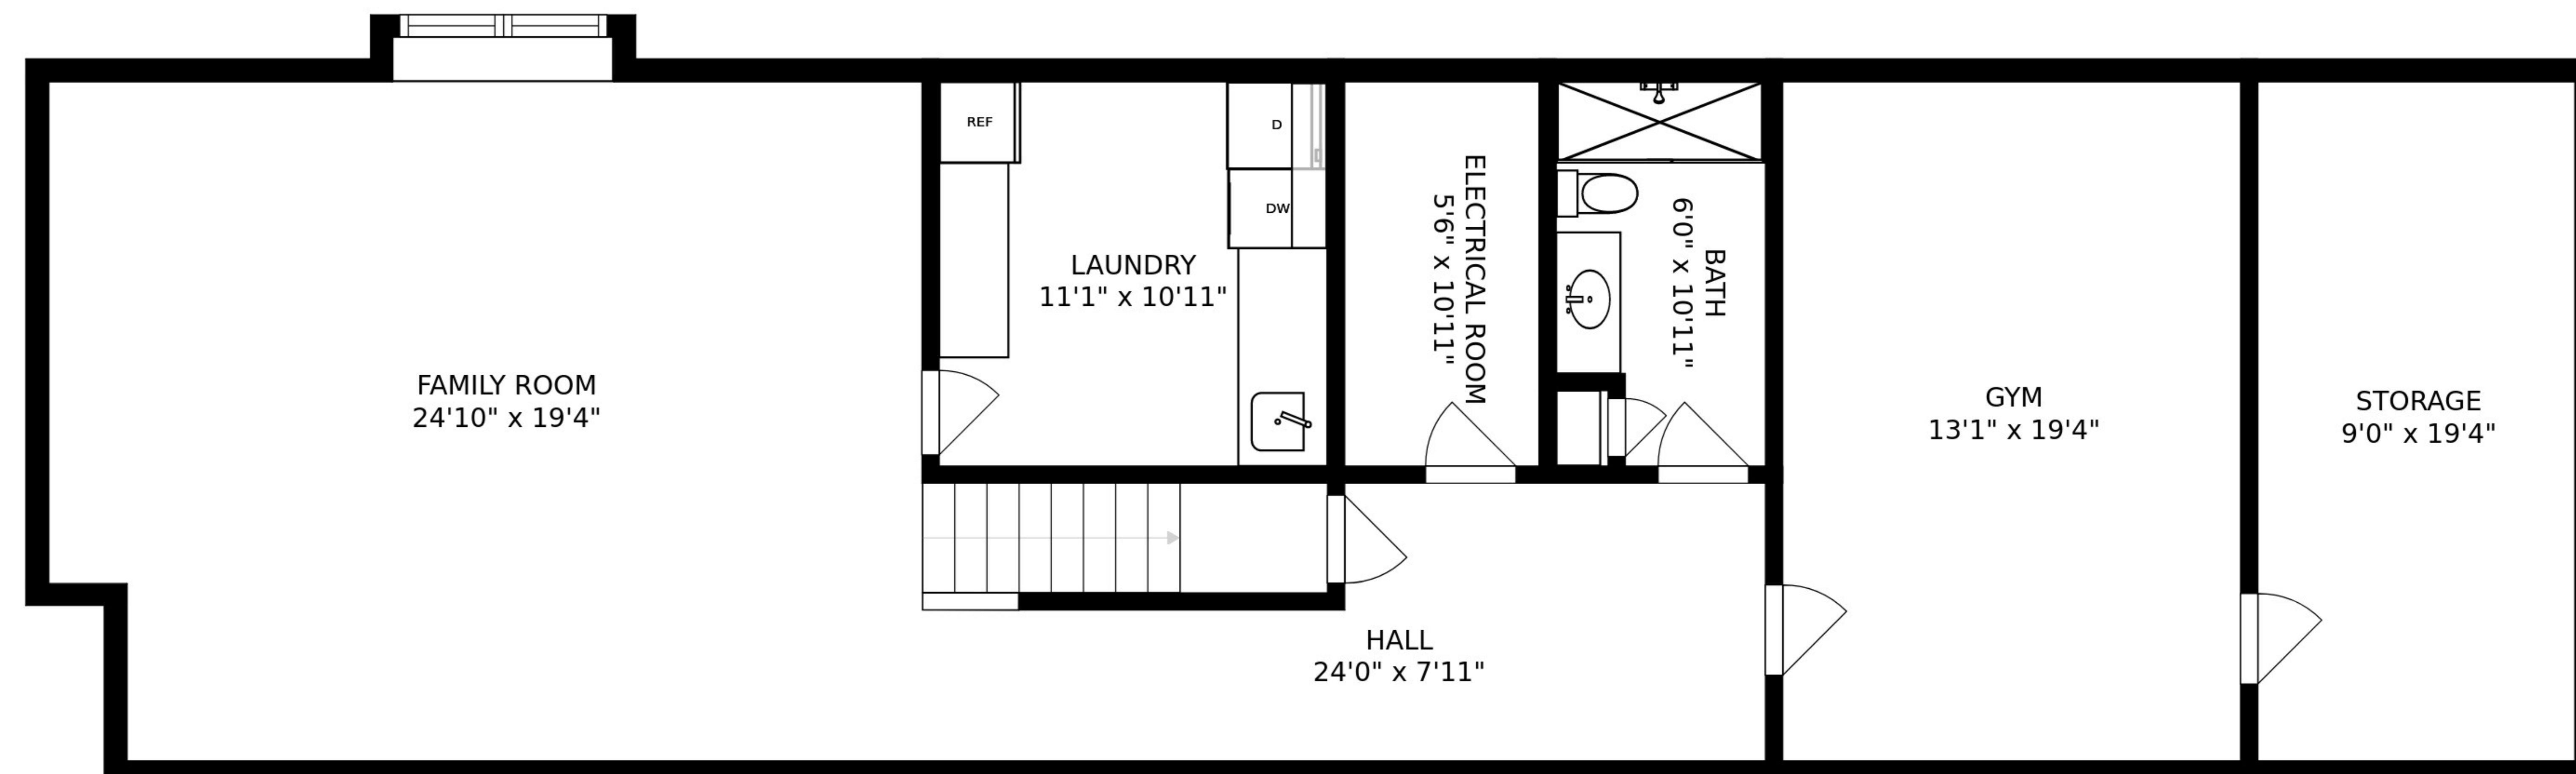 REF
D
DW
LAUNDRY
11'1" x 10'11"
ELECTRICAL ROOM
5'6" x 10'11"
BATH
6'0" x 10'11"
FAMILY ROOM
24'10" x 19'4"
GYM
13'1" x 19'4"
STORAGE
9'0" x 19'4"
HALL
24'0" x 7'11"